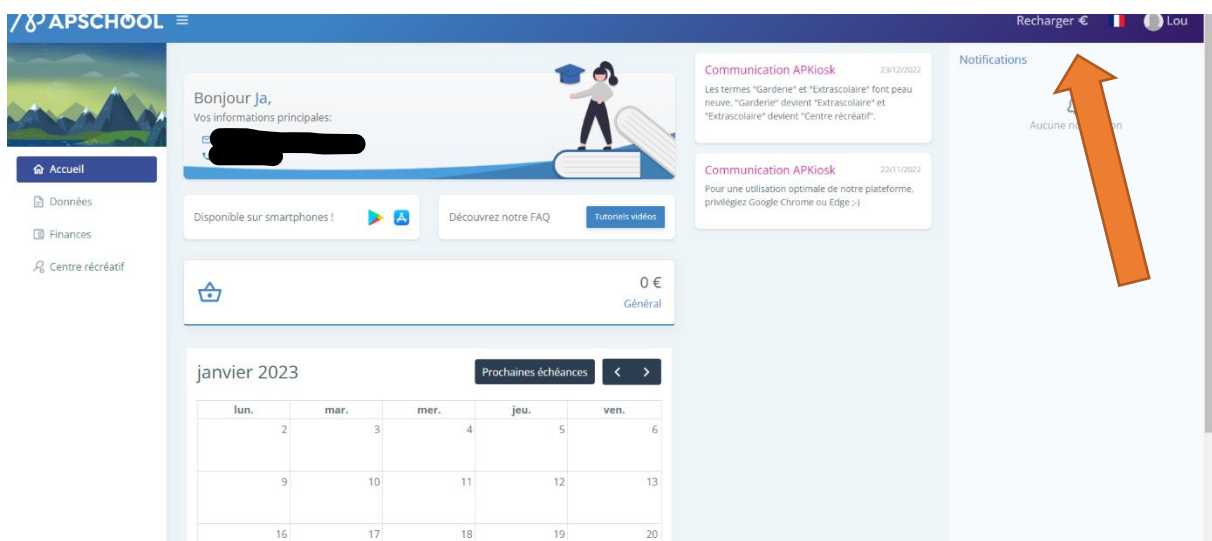 APSCHOOL
Recharger €
Lou
Accueil
Données
Finances
Centre récréatif
Bonjour Ja,
Vos informations principales:
Disponible sur smartphones !
Découvrez notre FAQ
Tutoriels vidéos
0 €
Général
janvier 2023
Prochaines échéances
lun. mar. mer. jeu. ven.
2 3 4 5 6
9 10 11 12 13
16 17 18 19 20
Communication APKiosk 23/12/2022
Les termes "Garderie" et "Extrascolaire" font peau
neuve. "Garderie" devient "Extrascolaire" et
"Extrascolaire" devient "Centre récréatif".
Communication APKiosk 22/11/2022
Pour une utilisation optimale de notre plateforme,
privilégiez Google Chrome ou Edge ;-)
Notifications
Aucune